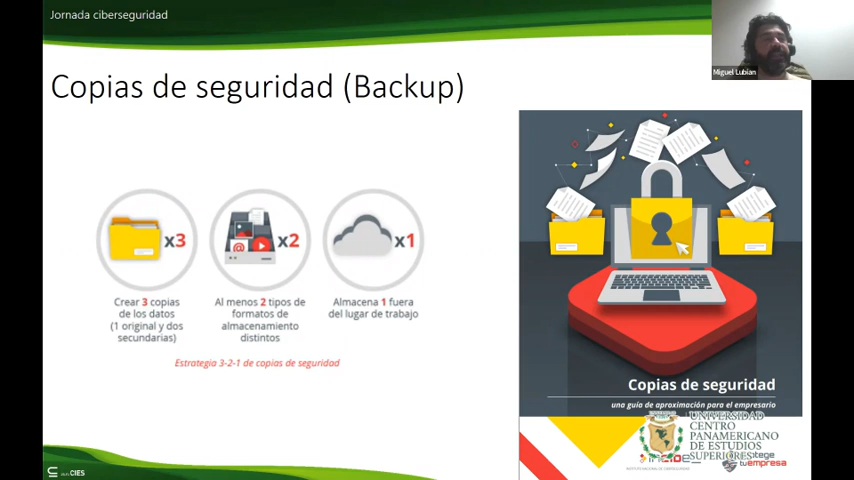 Jornada ciberseguridad
Miguel Lubian
Copias de seguridad (Backup)
x3
x2
x1
Crear 3 copias
de los datos
(1 original y dos
secundarias)
Al menos 2 tipos de
formatos de
almacenamiento
distintos
Almacena 1 fuera
del lugar de trabajo
Estrategia 3-2-1 de copias de seguridad
Copias de seguridad
una guía de aproximación para el empresario
UNIVERSIDAD
CENTRO
PANAMERICANO
DE ESTUDIOS
SUPERIORES
tu empresa
CIES